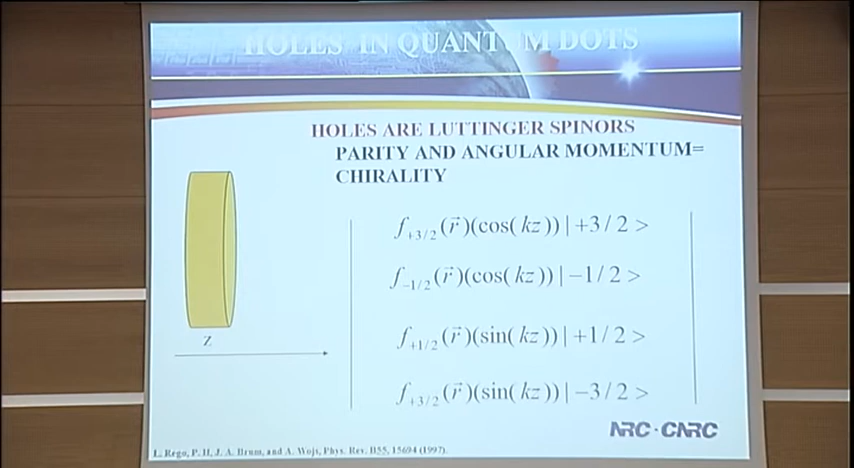 HOLES IN QUANTUM DOTS
HOLES ARE LUTTINGER SPINORS
PARITY AND ANGULAR MOMENTUM=
CHIRALITY
f₊₃/₂(r⃗)(cos(kz))|+3/2>
f₋₁/₂(r⃗)(cos(kz))|−1/2>
f₊₁/₂(r⃗)(sin(kz))|+1/2>
f₊₃/₂(r⃗)(sin(kz))|−3/2>
Z
NRC·CNRC
L. Rego, P. H, J. A. Brum, and A. Wojs, Phys. Rev. B55, 15694 (1997).